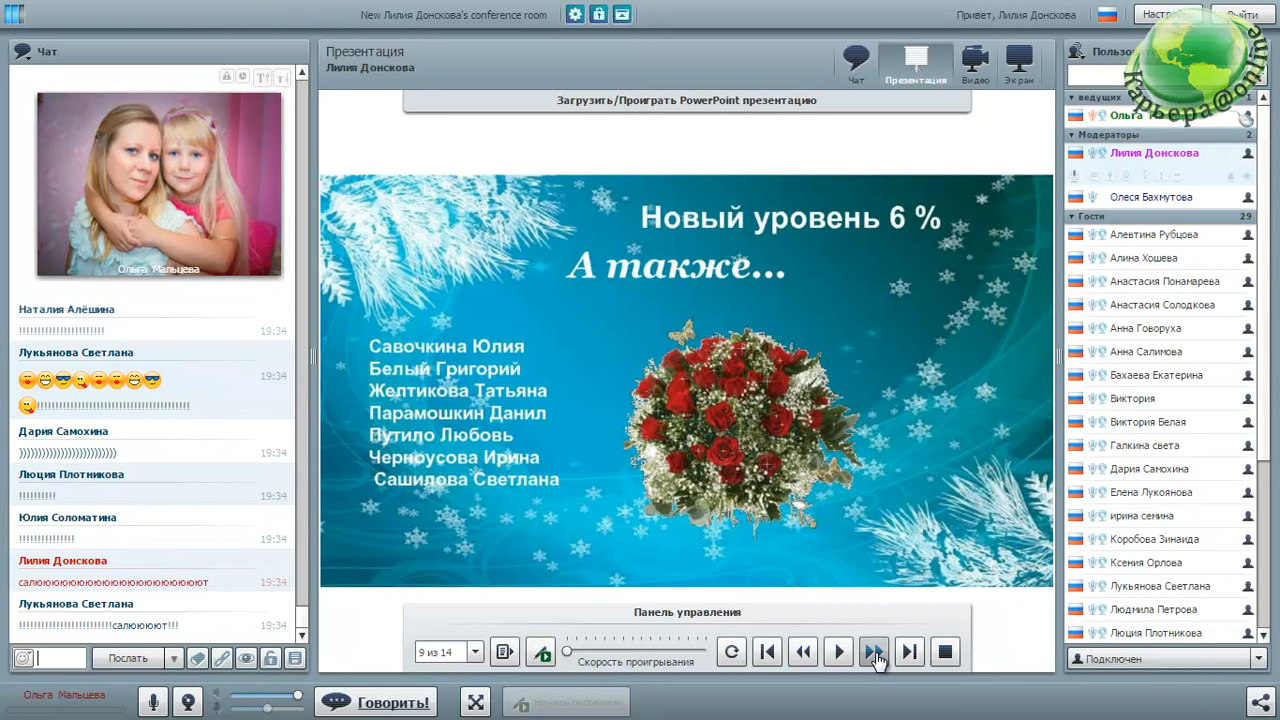 New Лилия Донскова's conference room
Привет, Лилия Донскова
Настройки
Выйти
Карьера@online
Чат
Ольга Мальцева
Наталия Алёшина
!!!!!!!!!!!!!!!!!!!!!!!
19:34
Лукьянова Светлана
19:34
!!!!!!!!!!!!!!!!!!!!!!!!!!!!!!!!!!!!!!!!!
Дария Самохина
))))))))))))))))))))))))))
19:34
Люция Плотникова
!!!!!!!!!!
19:34
Юлия Соломатина
!!!!!!!!!!!!!!!
19:34
Лилия Донскова
салюююююююююююююююююют
19:34
Лукьянова Светлана
!!!!!!!!!!!!!!!!!!!!!!!!!салюююют!!!
19:34
Послать
Презентация
Лилия Донскова
Чат
Презентация
Видео
Экран
Загрузить/Проиграть PowerPoint презентацию
Новый уровень 6 %
А также...
Савочкина Юлия
Белый Григорий
Желтикова Татьяна
Парамошкин Данил
Путило Любовь
Черноусова Ирина
Сашилова Светлана
Панель управления
9 из 14
Скорость проигрывания
ведущих 1
Ольга
Модераторы 2
Лилия Донскова
Олеся Бахмутова
Гости 29
Алевтина Рубцова
Алина Хошева
Анастасия Понамарева
Анастасия Солодкова
Анна Говоруха
Анна Салимова
Бахаева Екатерина
Виктория
Виктория Белая
Галкина света
Дария Самохина
Елена Лукоянова
ирина семина
Коробова Зинаида
Ксения Орлова
Лукьянова Светлана
Людмила Петрова
Люция Плотникова
Подключен
Ольга Мальцева
Говорить!